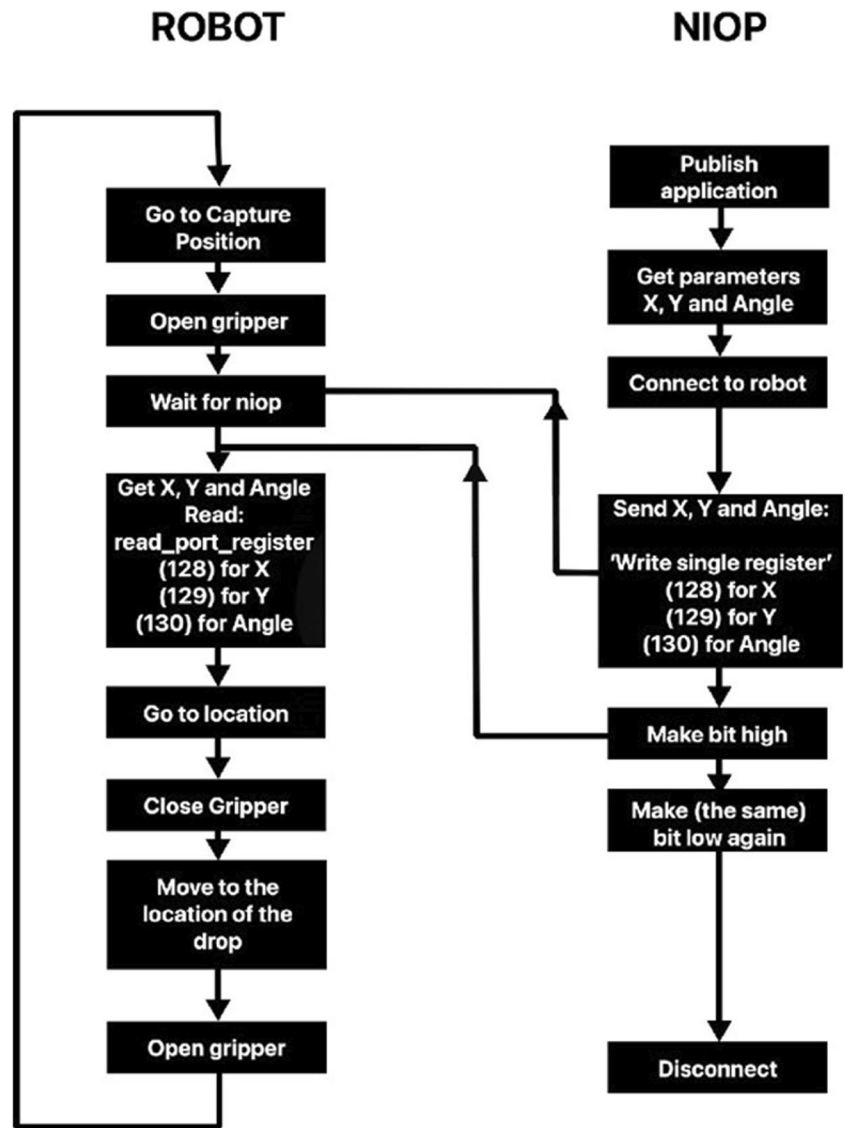 ROBOT
Go to Capture
Position
Open gripper
Wait for niop
Get X, Y and Angle
Read:
read_port_register
(128) for X
(129) for Y
(130) for Angle
Go to location
Close Gripper
Move to the
location of the
drop
Open gripper
NIOP
Publish
application
Get parameters
X, Y and Angle
Connect to robot
Send X, Y and Angle:
'Write single register'
(128) for X
(129) for Y
(130) for Angle
Make bit high
Make (the same)
bit low again
Disconnect